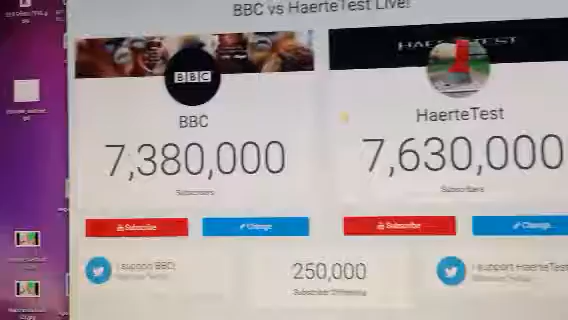 BBC vs HaerteTest Live!
HAERTETEST
BBC
BBC
HaerteTest
7,380,000
7,630,000
Subscribers
Subscribers
Subscribe
Change
Subscribe
Change
I support BBC!
250,000
I support HaerteTest
Subscriber Difference